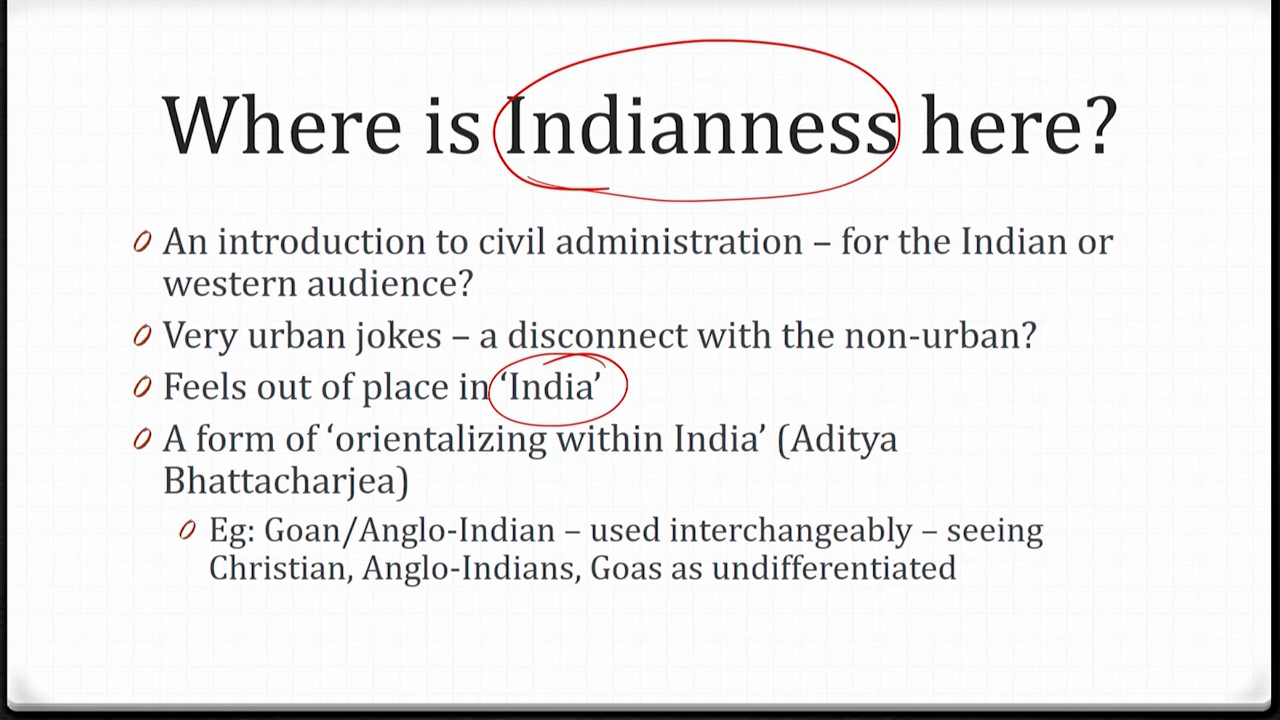 Where is Indianness here?
An introduction to civil administration – for the Indian or
western audience?
Very urban jokes – a disconnect with the non-urban?
Feels out of place in ‘India’
A form of ‘orientalizing within India’ (Aditya
Bhattacharjea)
Eg: Goan/Anglo-Indian – used interchangeably – seeing
Christian, Anglo-Indians, Goas as undifferentiated